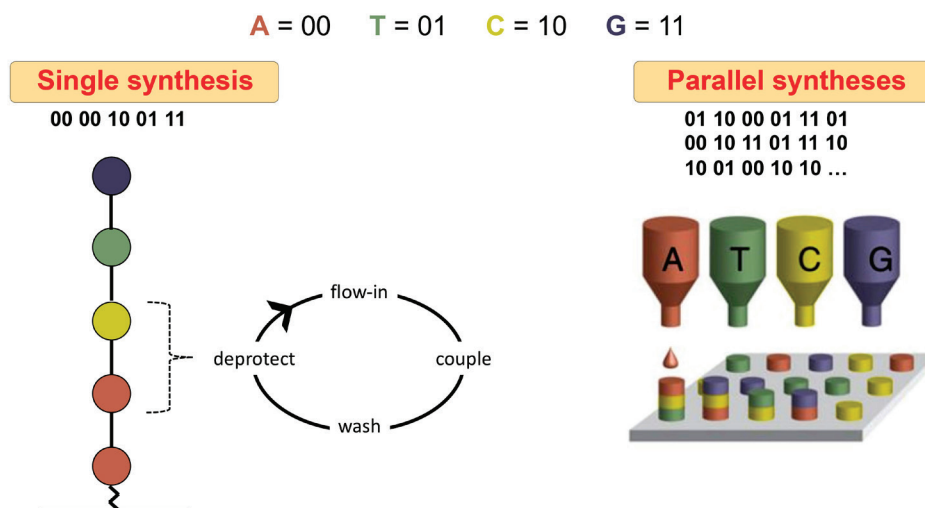 A = 00 T = 01 C = 10 G = 11
Single synthesis
00 00 10 01 11
flow-in
deprotect
couple
wash
Parallel syntheses
01 10 00 01 11 01
00 10 11 01 11 10
10 01 00 10 10 ...
A T C G